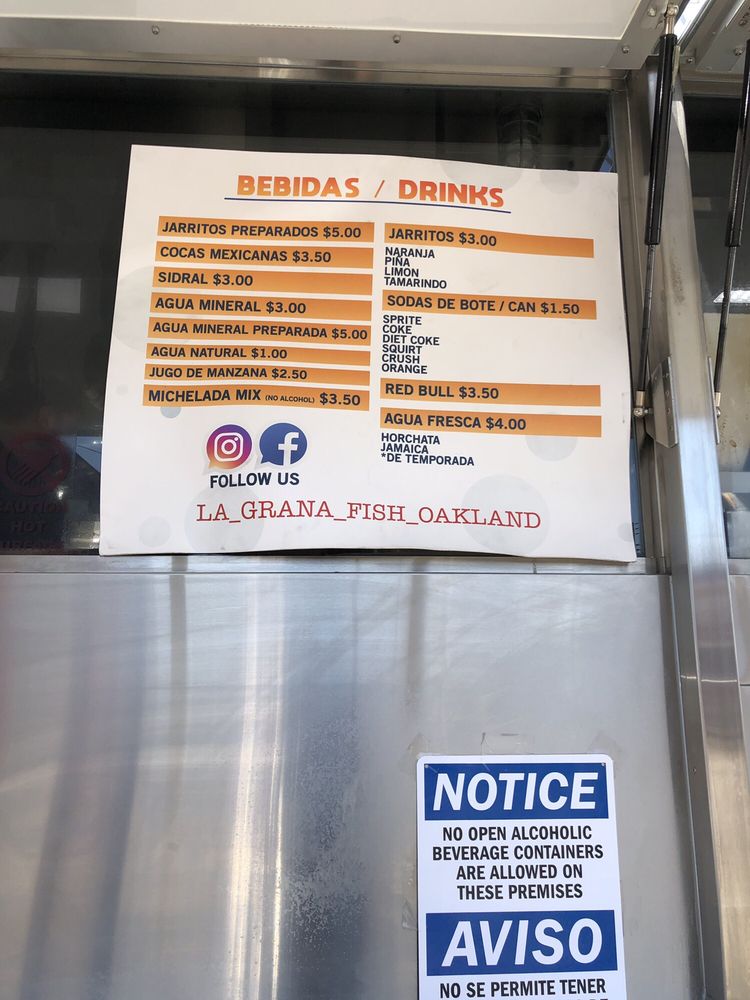 BEBIDAS / DRINKS
JARRITOS PREPARADOS $5.00
COCAS MEXICANAS $3.50
SIDRAL $3.00
AGUA MINERAL $3.00
AGUA MINERAL PREPARADA $5.00
AGUA NATURAL $1.00
JUGO DE MANZANA $2.50
MICHELADA MIX (NO ALCOHOL) $3.50
JARRITOS $3.00
NARANJA
PIÑA
LIMON
TAMARINDO
SODAS DE BOTE / CAN $1.50
SPRITE
COKE
DIET COKE
SQUIRT
CRUSH
ORANGE
RED BULL $3.50
AGUA FRESCA $4.00
HORCHATA
JAMAICA
*DE TEMPORADA
FOLLOW US
LA_GRANA_FISH_OAKLAND
CAUTION
HOT
NOTICE
NO OPEN ALCOHOLIC
BEVERAGE CONTAINERS
ARE ALLOWED ON
THESE PREMISES
AVISO
NO SE PERMITE TENER